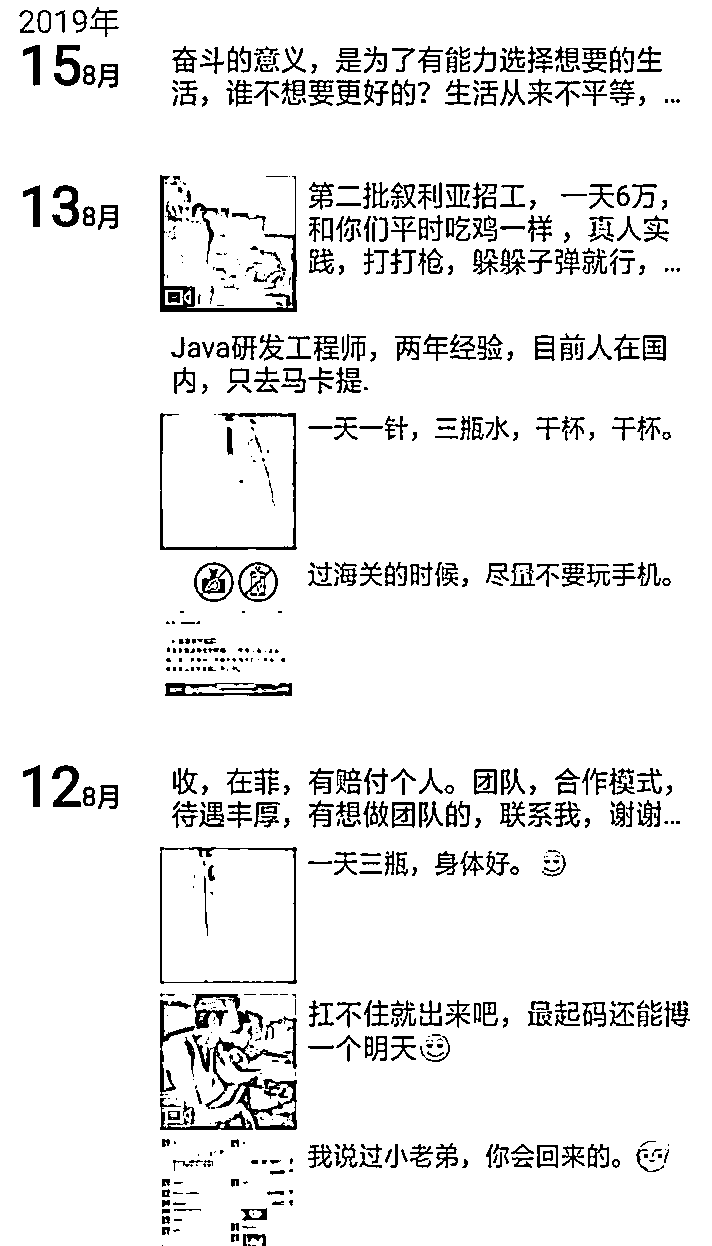 2019年
15 8月
奋斗的意义，是为了有能力选择想要的生
活，谁不想要更好的？生活从来不平等，...
13 8月
第二批叙利亚招工， 一天6万，
和你们平时吃鸡一样 ，真人实
践，打打枪，躲躲子弹就行，...
Java研发工程师，两年经验，目前人在国
内，只去马卡提.
一天一针，三瓶水，干杯，干杯。
过海关的时候，尽量不要玩手机。
12 8月
收，在菲，有赔付个人。团队，合作模式，
待遇丰厚，有想做团队的，联系我，谢谢...
一天三瓶，身体好。
扛不住就出来吧，最起码还能博
一个明天
我说过小老弟，你会回来的。